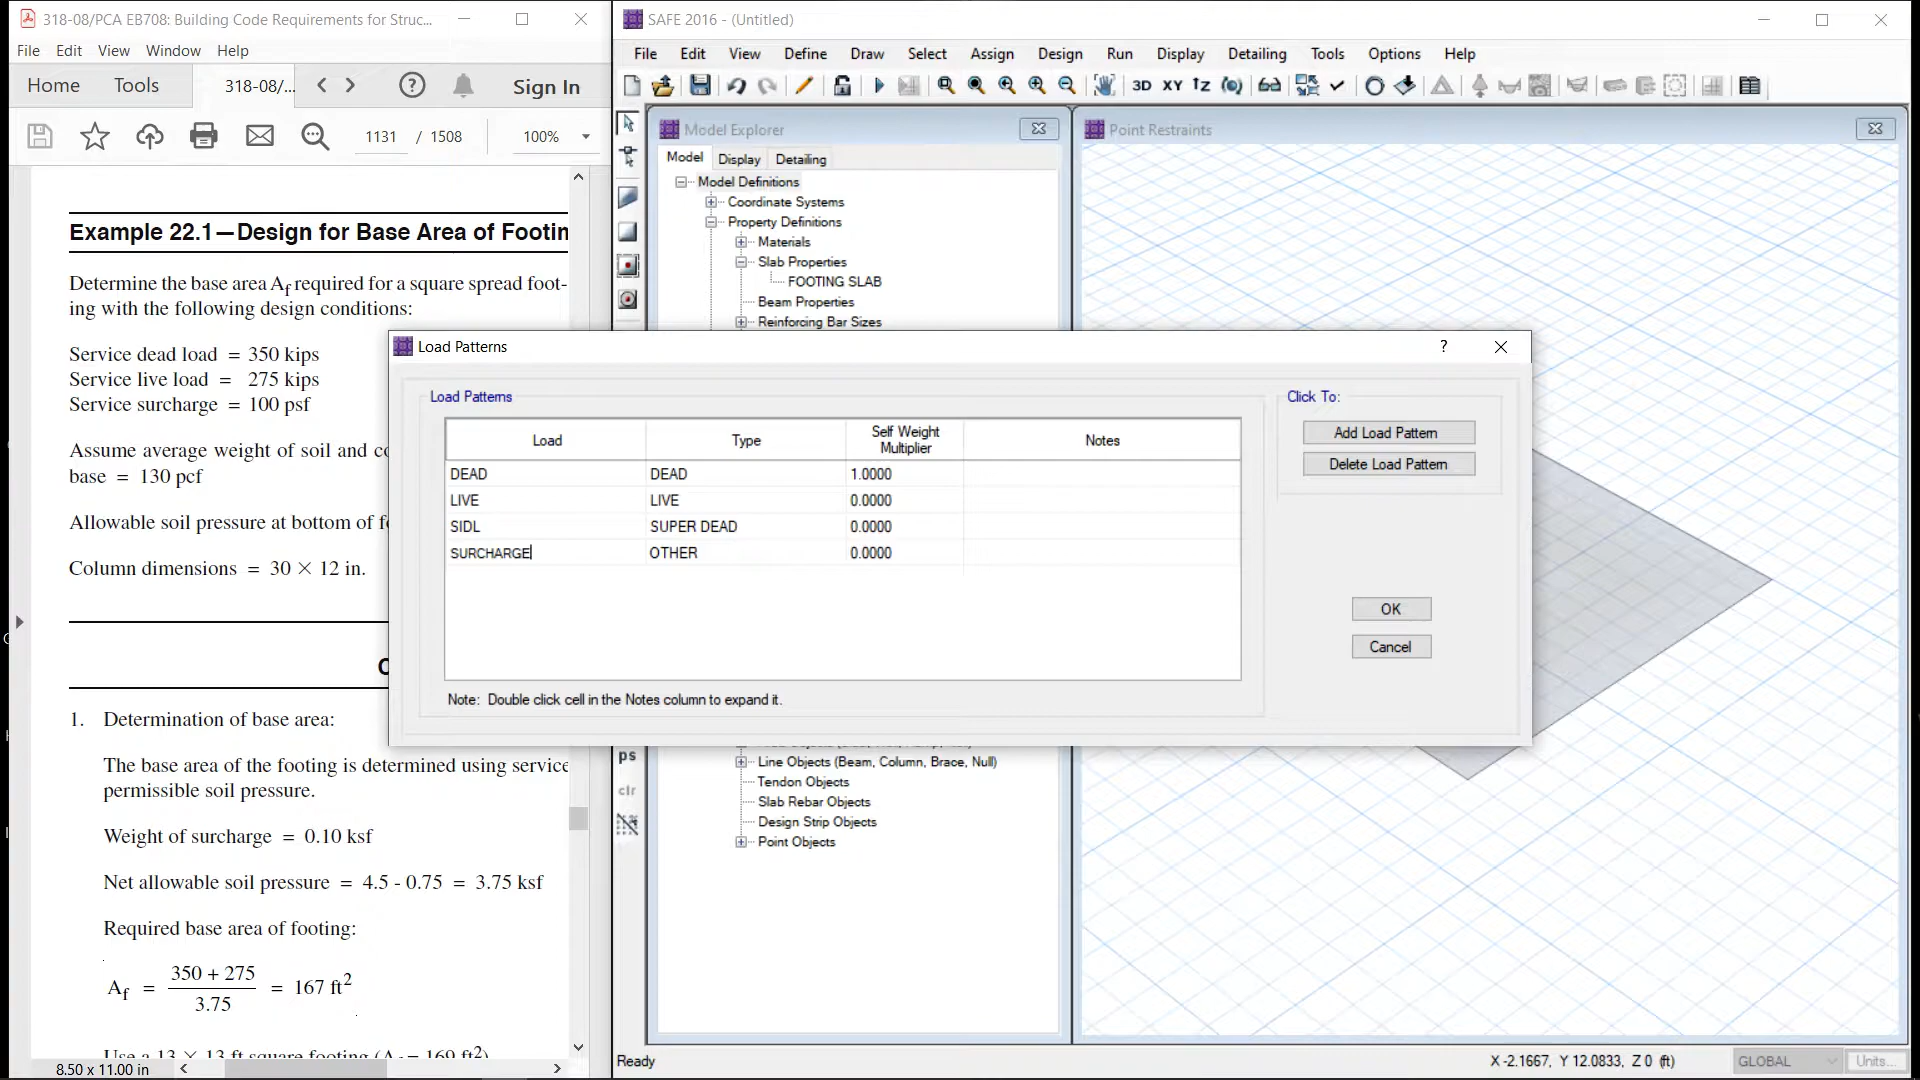 318-08/PCA EB708: Building Code Requirements for Struc...
File Edit View Window Help
Home Tools 318-08/... Sign In
1131 / 1508 100%
Example 22.1—Design for Base Area of Footin
Determine the base area Af required for a square spread foot-
ing with the following design conditions:
Service dead load = 350 kips
Service live load = 275 kips
Service surcharge = 100 psf
Assume average weight of soil and co
base = 130 pcf
Allowable soil pressure at bottom of f
Column dimensions = 30 × 12 in.
1. Determination of base area:
The base area of the footing is determined using service
permissible soil pressure.
Weight of surcharge = 0.10 ksf
Net allowable soil pressure = 4.5 - 0.75 = 3.75 ksf
Required base area of footing:
Af = 350 + 275 / 3.75 = 167 ft2
Use a 13 × 13 ft square footing (Af = 169 ft2)
8.50 x 11.00 in
SAFE 2016 - (Untitled)
File Edit View Define Draw Select Assign Design Run Display Detailing Tools Options Help
3D XY
Model Explorer
Model Display Detailing
Model Definitions
Coordinate Systems
Property Definitions
Materials
Slab Properties
FOOTING SLAB
Beam Properties
Reinforcing Bar Sizes
Point Restraints
Load Patterns
Load Patterns
Load Type Self Weight Multiplier Notes
DEAD DEAD 1.0000
LIVE LIVE 0.0000
SIDL SUPER DEAD 0.0000
SURCHARGE OTHER 0.0000
Note: Double click cell in the Notes column to expand it.
Click To:
Add Load Pattern
Delete Load Pattern
OK
Cancel
ps
clr
Line Objects (Beam, Column, Brace, Null)
Tendon Objects
Slab Rebar Objects
Design Strip Objects
Point Objects
Ready
X -2.1667, Y 12.0833, Z 0 (ft)
GLOBAL
Units...